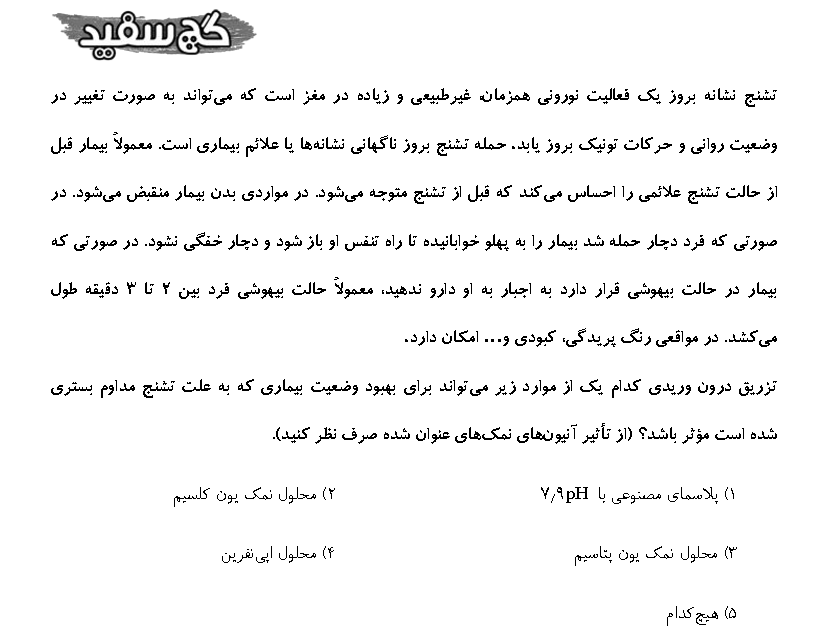 گچ سفید
تشنج نشانه بروز یک فعالیت نورونی همزمان، غیرطبیعی و زیاده در مغز است که می‌تواند به صورت تغییر در
وضعیت روانی و حرکات تونیک بروز یابد. حمله تشنج بروز ناگهانی نشانه‌ها یا علائم بیماری است. معمولاً بیمار قبل
از حالت تشنج علائمی را احساس می‌کند که قبل از تشنج متوجه می‌شود. در مواردی بدن بیمار منقبض می‌شود. در
صورتی که فرد دچار حمله شد بیمار را به پهلو خوابانیده تا راه تنفس او باز شود و دچار خفگی نشود. در صورتی که
بیمار در حالت بیهوشی قرار دارد به اجبار به او دارو ندهید، معمولاً حالت بیهوشی فرد بین ۲ تا ۳ دقیقه طول
می‌کشد. در مواقعی رنگ پریدگی، کبودی و... امکان دارد.
تزریق درون وریدی کدام یک از موارد زیر می‌تواند برای بهبود وضعیت بیماری که به علت تشنج مداوم بستری
شده است مؤثر باشد؟ (از تأثیر آنیون‌های نمک‌های عنوان شده صرف نظر کنید).
۱) پلاسمای مصنوعی با pH ۷٫۹ ۲) محلول نمک یون کلسیم
۳) محلول نمک یون پتاسیم ۴) محلول اپی‌نفرین
۵) هیچ‌کدام